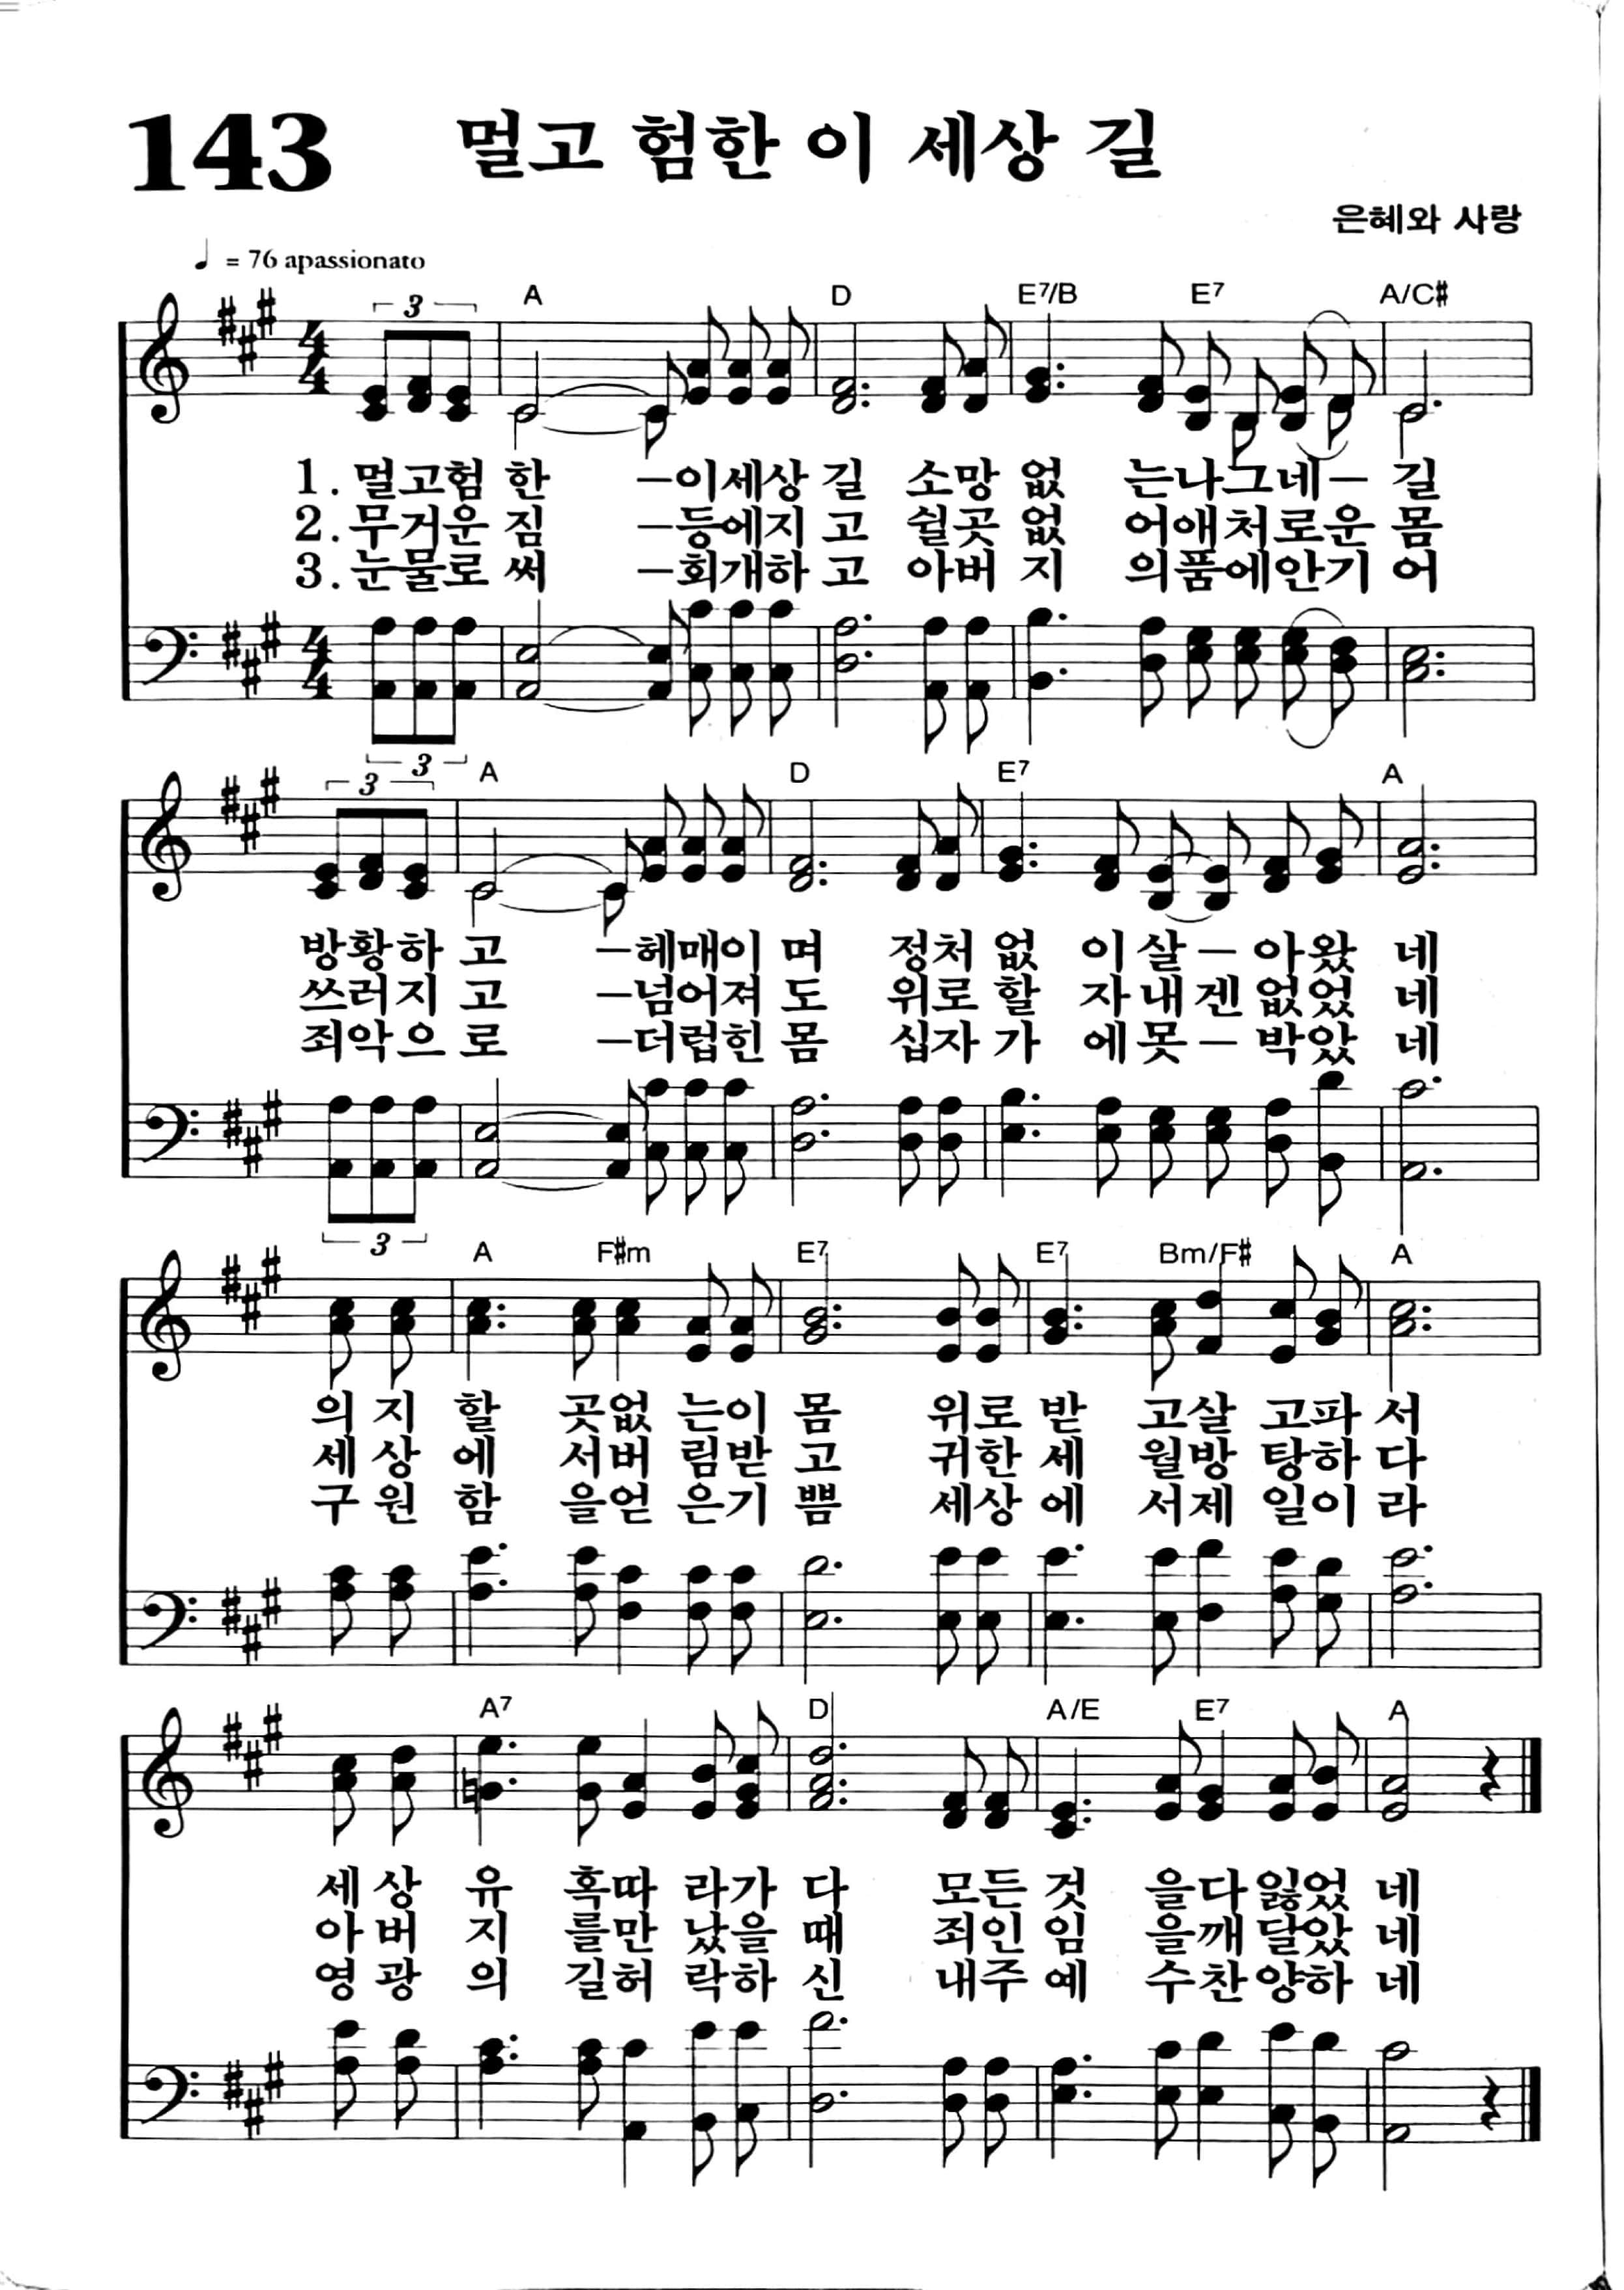 143 멀고 험한 이 세상 길
은혜와 사랑
♩ = 76 apassionato
3
A D E7/B E7 A/C#
4 4
1. 멀고험 한 –이세상 길 소망 없 는나그네– 길
2. 무거운 짐 –등에지 고 쉴곳 없 어애처로운 몸
3. 눈물로 써 –회개하 고 아버 지 의품에안기 어
4 4
3
3
A D E7 A
방황하 고 –헤매이 며 정처 없 이살– 아왔 네
쓰러지 고 –넘어져 도 위로 할 자내겐 없었 네
죄악으 로 –더럽힌 몸 십자 가 에못– 박았 네
3
A F#m E7 E7 Bm/F# A
의 지 할 곳없 는이 몸 위로 받 고살 고파 서
세 상 에 서버 림받 고 귀한 세 월방 탕하 다
구 원 함 을얻 은기 쁨 세상 에 서제 일이 라
A7 D A/E E7 A
세 상 유 혹따 라가 다 모든 것 을다 잃었 네
아 버 지 를만 났을 때 죄인 임 을깨 달았 네
영 광 의 길허 락하 신 내주 예 수찬 양하 네